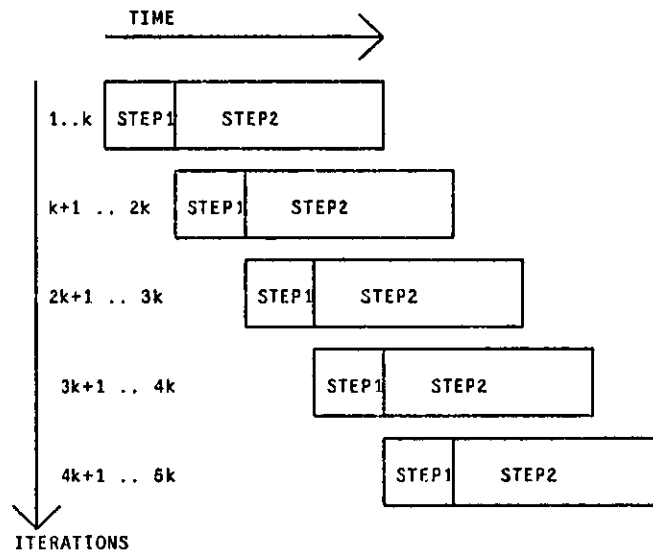 TIME
1..k STEP1 STEP2
k+1 .. 2k STEP1 STEP2
2k+1 .. 3k STEP1 STEP2
3k+1 .. 4k STEP1 STEP2
4k+1 .. 5k STEP1 STEP2
ITERATIONS